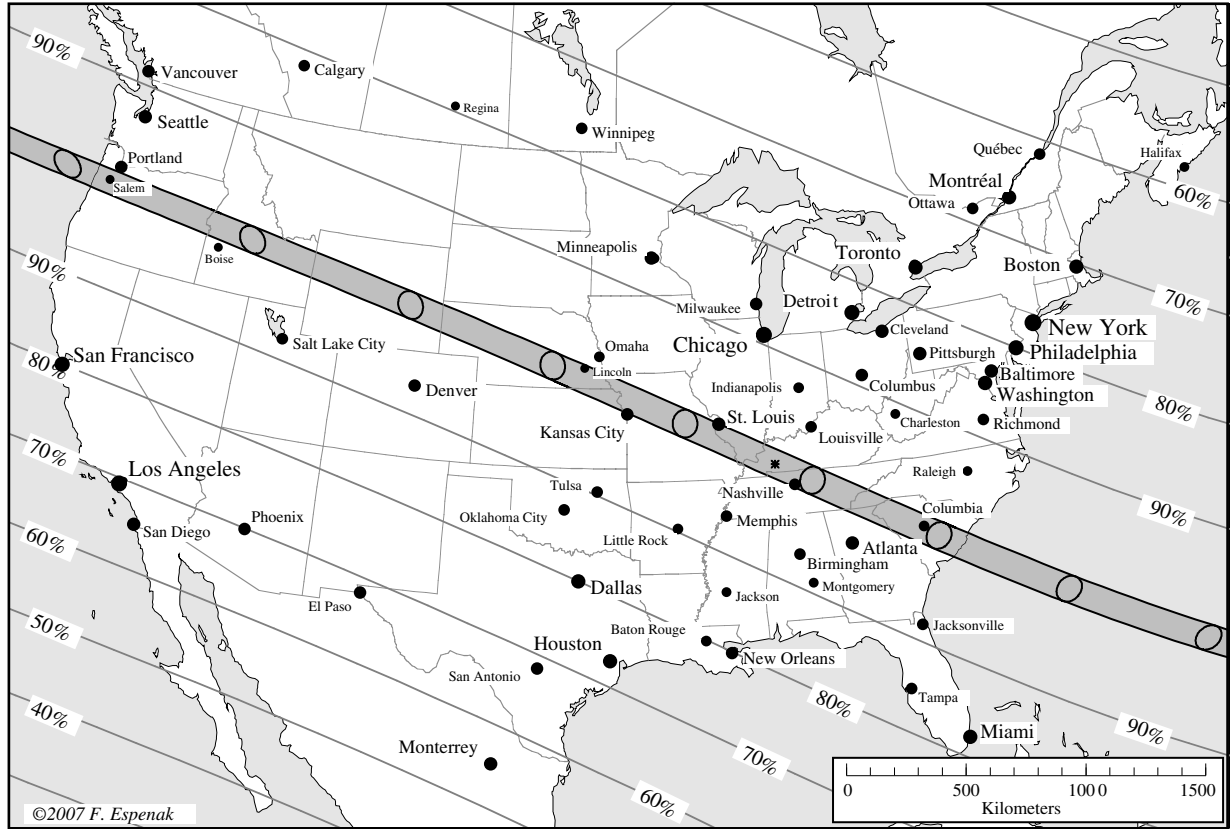 90%
Vancouver
Calgary
Regina
Seattle
Winnipeg
Québec
Halifax
Portland
Salem
Montréal
60%
Ottawa
Boise
Minneapolis
Toronto
Boston
90%
70%
Milwaukee
Detroit
New York
Cleveland
Salt Lake City
Chicago
Pittsburgh
Philadelphia
Omaha
San Francisco
Lincoln
Baltimore
80%
Denver
Indianapolis
Columbus
Washington
80%
St. Louis
Kansas City
Louisville
Charleston
Richmond
70%
Los Angeles
Raleigh
Tulsa
Nashville
Columbia
90%
Phoenix
Oklahoma City
Memphis
San Diego
60%
Little Rock
Atlanta
Birmingham
Dallas
Montgomery
El Paso
Jackson
50%
Baton Rouge
Jacksonville
Houston
New Orleans
San Antonio
Tampa
80%
40%
90%
Miami
Monterrey
70%
0 500 1000 1500
60%
Kilometers
©2007 F. Espenak